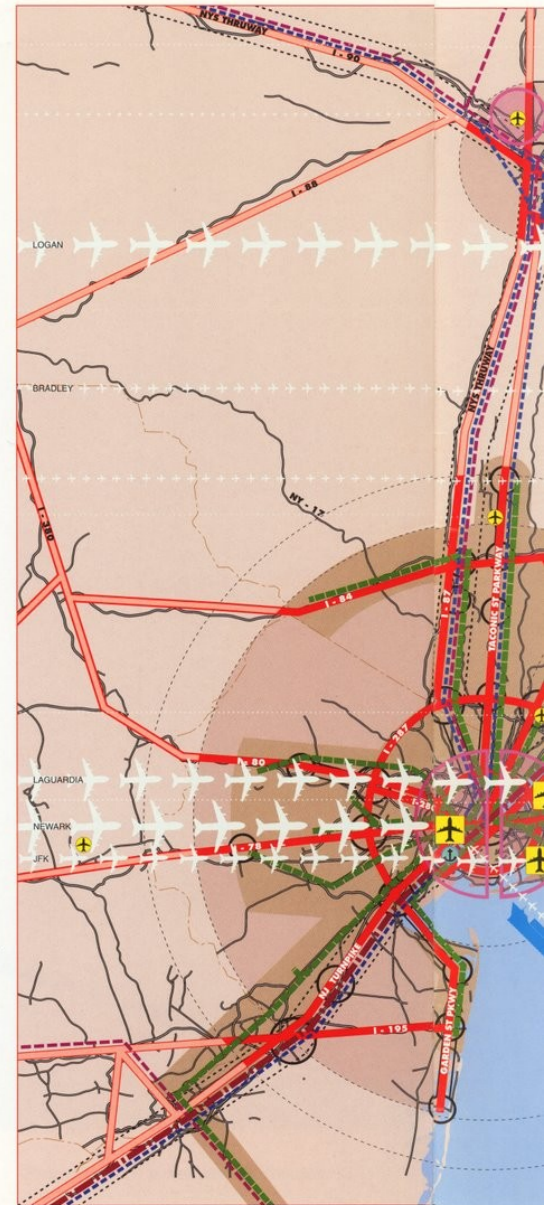 NYS THRUWAY
I - 90
I - 88
LOGAN
NYS THRUWAY
BRADLEY
I - 380
NY - 17
I - 84
I - 87
TACONIC ST PARKWAY
I - 287
80
LAGUARDIA
I-280
NEWARK
I - 78
JFK
NJ TURNPIKE
I - 195
GARDEN ST PKWY